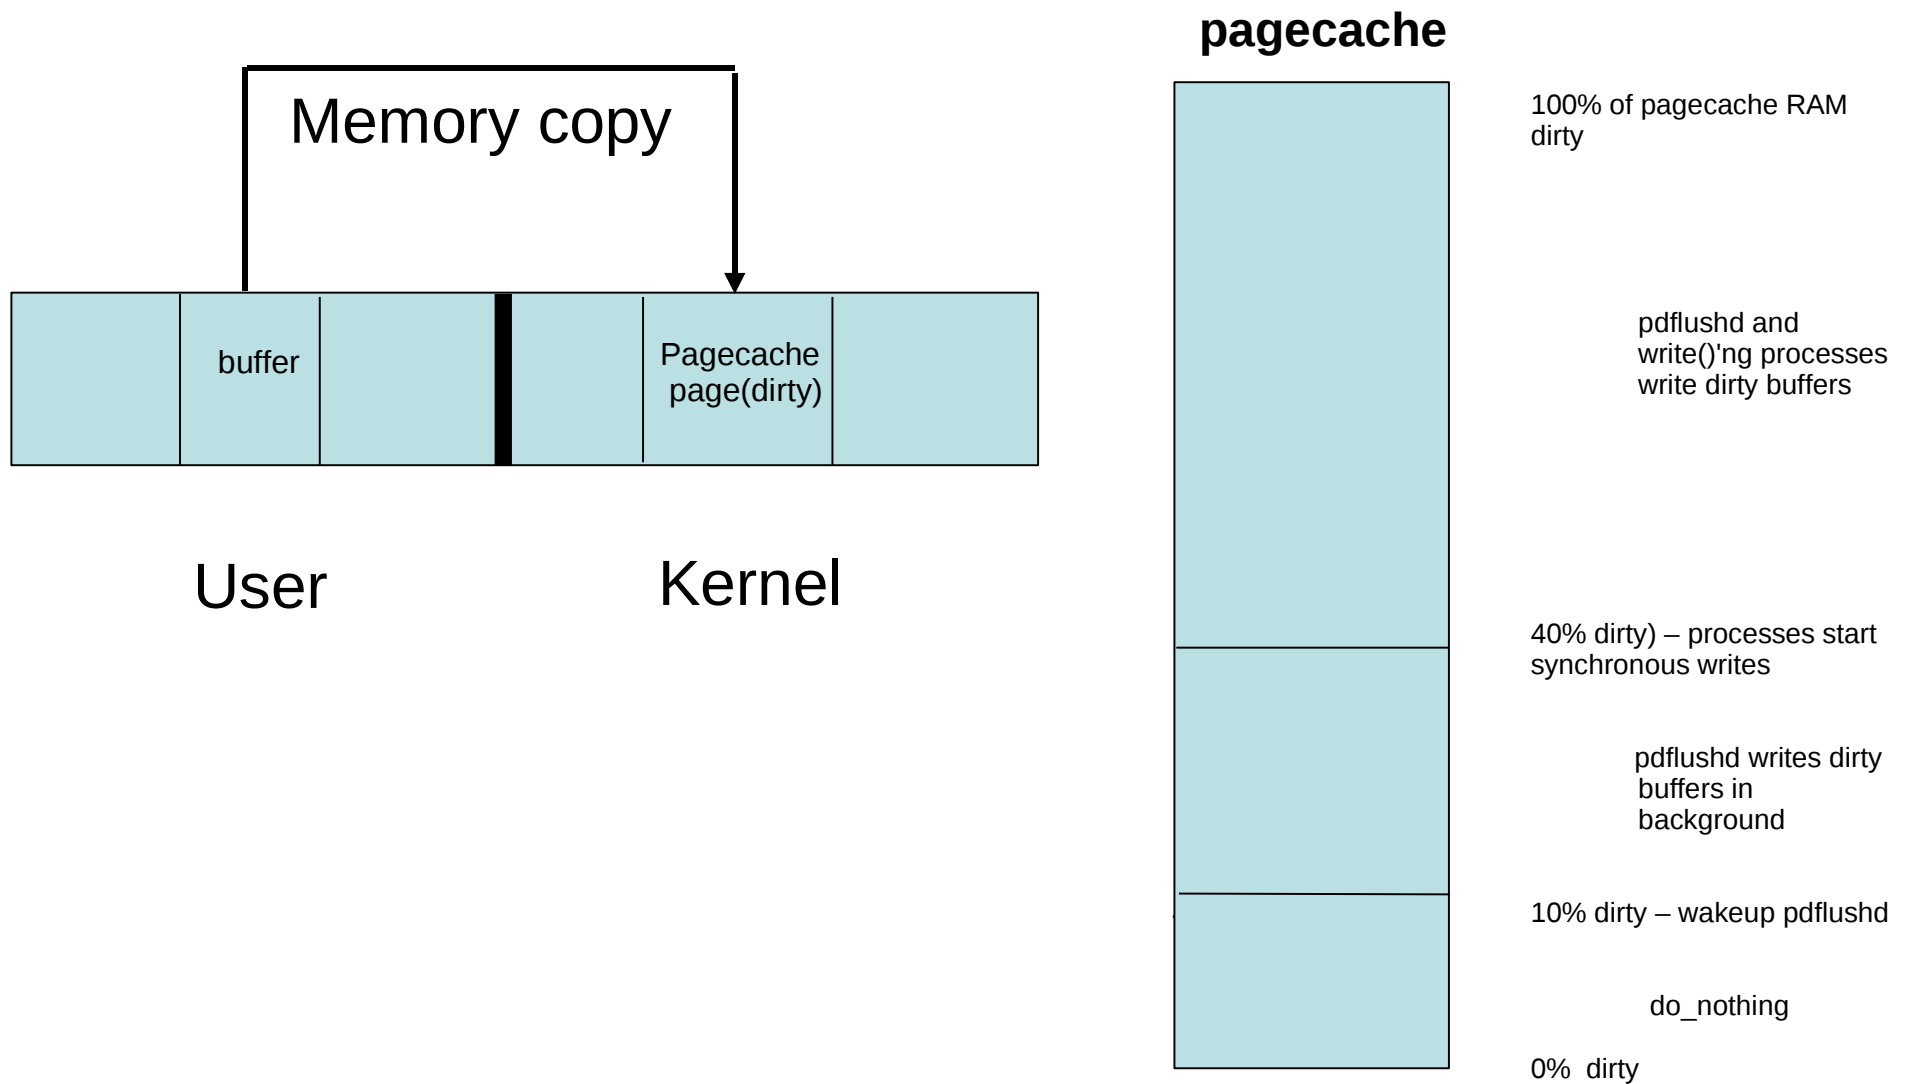 pagecache
Memory copy
buffer
Pagecache
page(dirty)
User
Kernel
100% of pagecache RAM
dirty
pdflushd and
write()'ng processes
write dirty buffers
40% dirty) – processes start
synchronous writes
pdflushd writes dirty
buffers in
background
10% dirty – wakeup pdflushd
do_nothing
0%  dirty